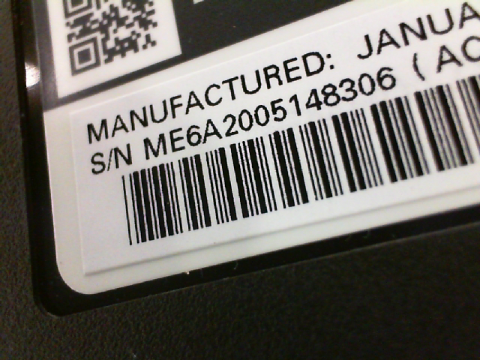 MANUFACTURED: JANUA
S/N ME6A2005148306 ( AC